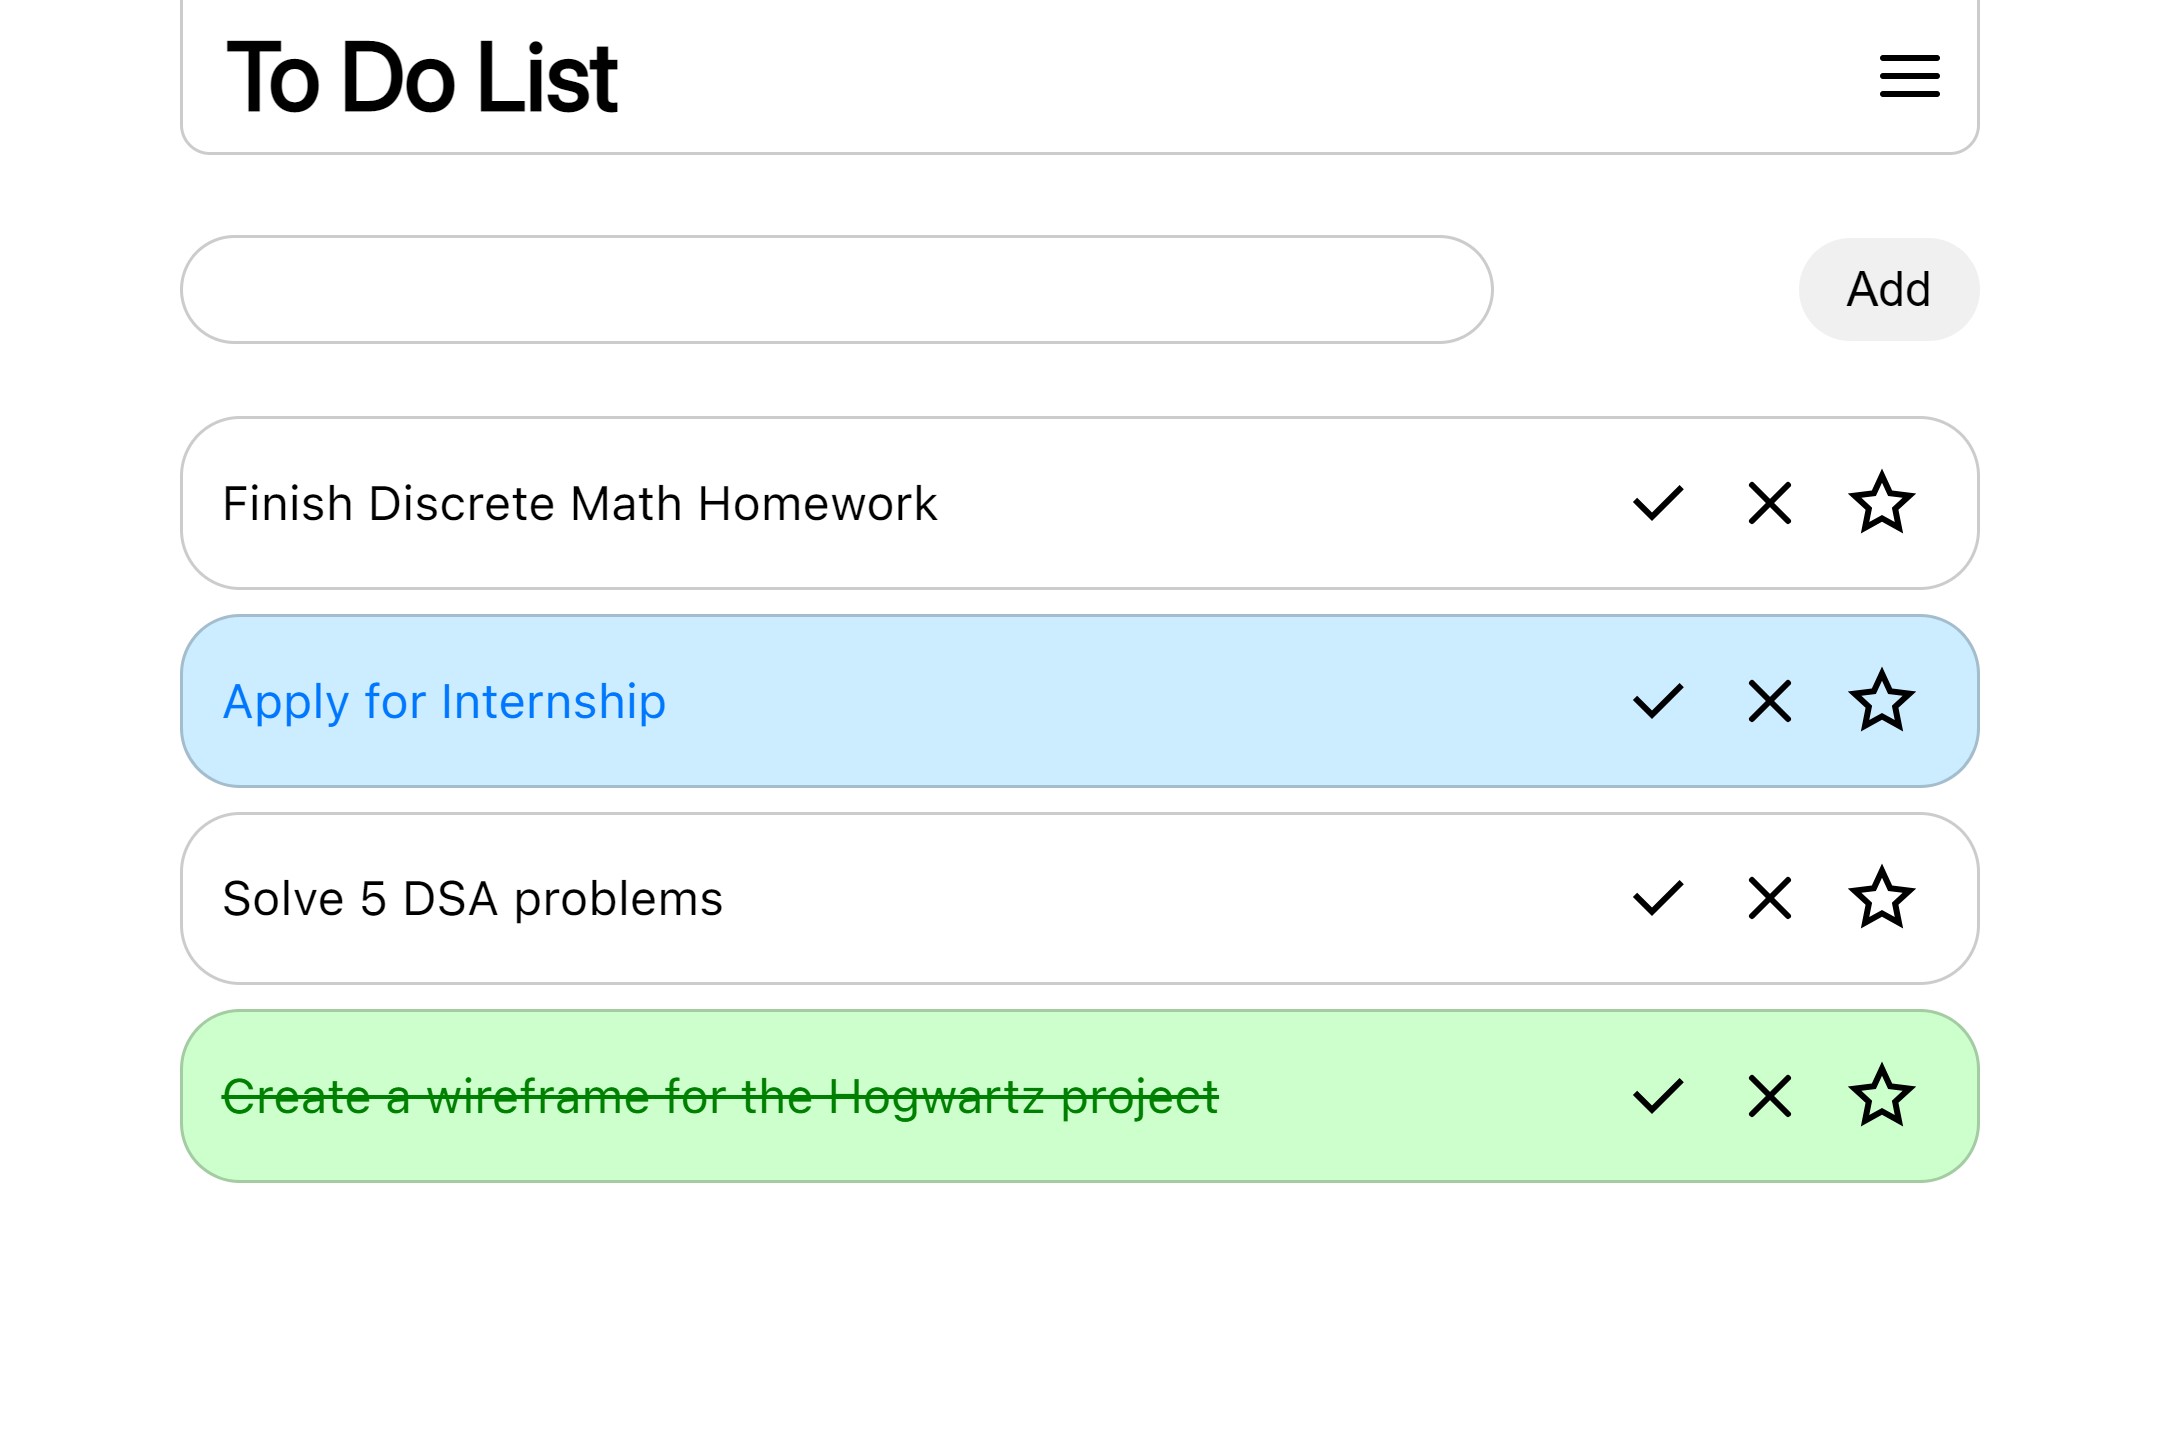 To Do List
Add
Finish Discrete Math Homework
Apply for Internship
Solve 5 DSA problems
Create a wireframe for the Hogwartz project